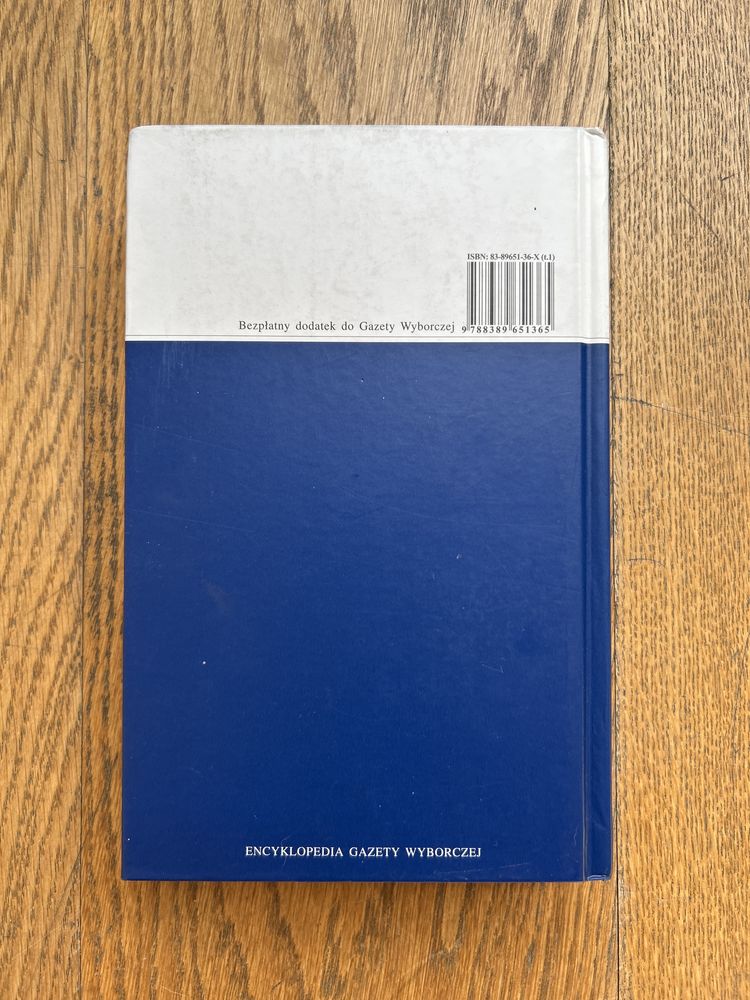 ISBN: 83-89651-36-X (t.1)
Bezpłatny dodatek do Gazety Wyborczej
9 788389 651365
ENCYKLOPEDIA GAZETY WYBORCZEJ